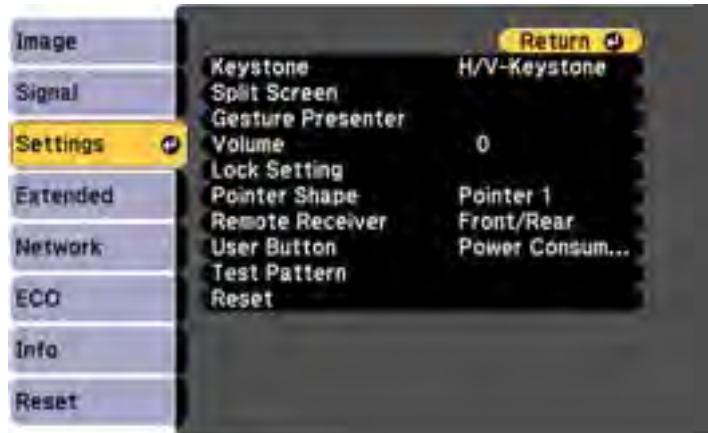 Image
Signal
Settings
Extended
Network
ECO
Info
Reset
Return
Keystone H/V-Keystone
Split Screen
Gesture Presenter
Volume 0
Lock Setting
Pointer Shape Pointer 1
Remote Receiver Front/Rear
User Button Power Consum...
Test Pattern
Reset